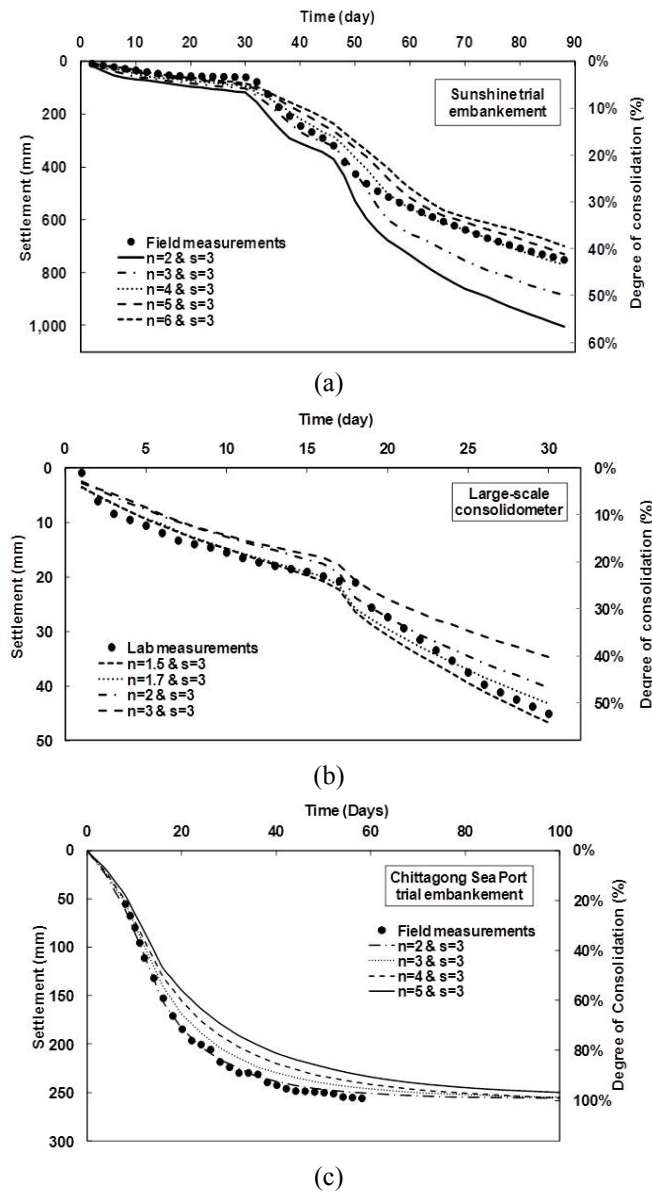 Time (day)
0 10 20 30 40 50 60 70 80 90
0 0%
200 10%
400 20%
600 30%
800 40%
1,000 50%
60%
Settlement (mm)
Degree of consolidation (%)
Sunshine trial
embankement
Field measurements
n=2 & s=3
n=3 & s=3
n=4 & s=3
n=5 & s=3
n=6 & s=3
(a)
Time (day)
0 5 10 15 20 25 30
0 0%
10 10%
20 20%
30 30%
40 40%
50 50%
Settlement (mm)
Degree of consolidation (%)
Large-scale
consolidometer
Lab measurements
n=1.5 & s=3
n=1.7 & s=3
n=2 & s=3
n=3 & s=3
(b)
Time (Days)
0 20 40 60 80 100
0 0%
50 20%
100 40%
150 60%
200 80%
250 100%
300
Settlement (mm)
Degree of Consolidation (%)
Chittagong Sea Port
trial embankement
Field measurements
n=2 & s=3
n=3 & s=3
n=4 & s=3
n=5 & s=3
(c)